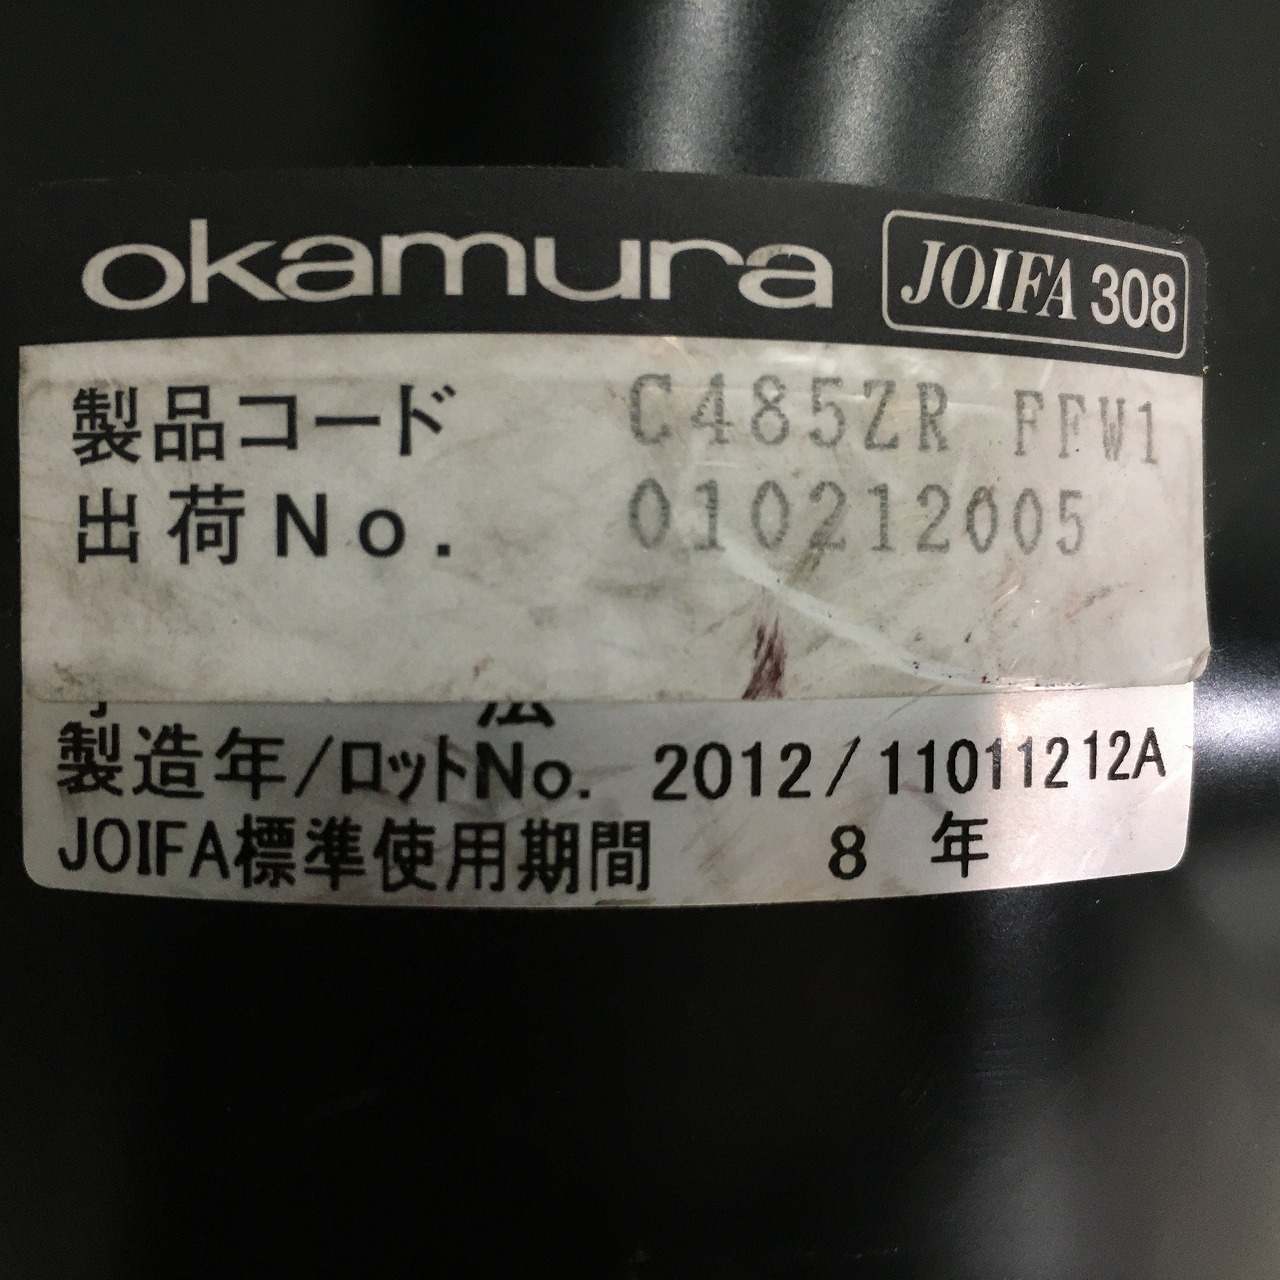 okamura JOIFA 308
製品コード C485ZR FFW1
出荷No. 010212005
寸 法
製造年/ロットNo. 2012/11011212A
JOIFA標準使用期間 8 年